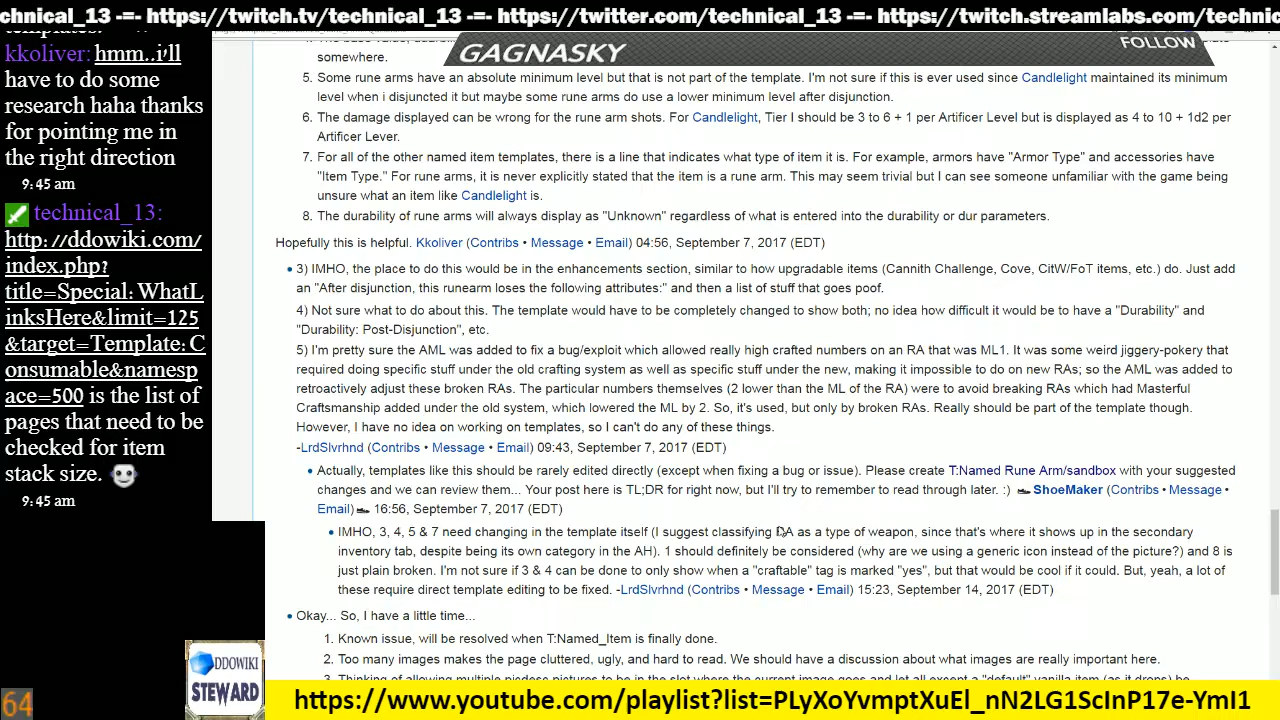 chnical_13 -=- https://twitch.tv/technical_13 -=- https://twitter.com/technical_13 -=- https://twitch.streamlabs.com/techni
templates.
kkoliver: hmm..i'll
have to do some
research haha thanks
for pointing me in
the right direction
9:45 am
technical_13:
http://ddowiki.com/
index.php?
title=Special:WhatL
inksHere&limit=125
&target=Template:C
onsumable&namesp
ace=500 is the list of
pages that need to be
checked for item
stack size.
9:45 am
GAGNASKY
FOLLOW
somewhere.
5. Some rune arms have an absolute minimum level but that is not part of the template. I'm not sure if this is ever used since Candlelight maintained its minimum
level when i disjuncted it but maybe some rune arms do use a lower minimum level after disjunction.
6. The damage displayed can be wrong for the rune arm shots. For Candlelight, Tier I should be 3 to 6 + 1 per Artificer Level but is displayed as 4 to 10 + 1d2 per
Artificer Lever.
7. For all of the other named item templates, there is a line that indicates what type of item it is. For example, armors have "Armor Type" and accessories have
"Item Type." For rune arms, it is never explicitly stated that the item is a rune arm. This may seem trivial but I can see someone unfamiliar with the game being
unsure what an item like Candlelight is.
8. The durability of rune arms will always display as "Unknown" regardless of what is entered into the durability or dur parameters.
Hopefully this is helpful. Kkoliver (Contribs • Message • Email) 04:56, September 7, 2017 (EDT)
• 3) IMHO, the place to do this would be in the enhancements section, similar to how upgradable items (Cannith Challenge, Cove, CitW/FoT items, etc.) do. Just add
an "After disjunction, this runearm loses the following attributes:" and then a list of stuff that goes poof.
4) Not sure what to do about this. The template would have to be completely changed to show both; no idea how difficult it would be to have a "Durability" and
"Durability: Post-Disjunction", etc.
5) I'm pretty sure the AML was added to fix a bug/exploit which allowed really high crafted numbers on an RA that was ML1. It was some weird jiggery-pokery that
required doing specific stuff under the old crafting system as well as specific stuff under the new, making it impossible to do on new RAs; so the AML was added to
retroactively adjust these broken RAs. The particular numbers themselves (2 lower than the ML of the RA) were to avoid breaking RAs which had Masterful
Craftsmanship added under the old system, which lowered the ML by 2. So, it's used, but only by broken RAs. Really should be part of the template though.
However, I have no idea on working on templates, so I can't do any of these things.
-LrdSlvrhnd (Contribs • Message • Email) 09:43, September 7, 2017 (EDT)
• Actually, templates like this should be rarely edited directly (except when fixing a bug or issue). Please create T:Named Rune Arm/sandbox with your suggested
changes and we can review them... Your post here is TL;DR for right now, but I'll try to remember to read through later. :) ShoeMaker (Contribs • Message •
Email) 16:56, September 7, 2017 (EDT)
• IMHO, 3, 4, 5 & 7 need changing in the template itself (I suggest classifying RA as a type of weapon, since that's where it shows up in the secondary
inventory tab, despite being its own category in the AH). 1 should definitely be considered (why are we using a generic icon instead of the picture?) and 8 is
just plain broken. I'm not sure if 3 & 4 can be done to only show when a "craftable" tag is marked "yes", but that would be cool if it could. But, yeah, a lot of
these require direct template editing to be fixed. -LrdSlvrhnd (Contribs • Message • Email) 15:23, September 14, 2017 (EDT)
• Okay... So, I have a little time...
1. Known issue, will be resolved when T:Named_Item is finally done.
2. Too many images makes the page cluttered, ugly, and hard to read. We should have a discussion about what images are really important here.
3. Thinking of allowing multiple piedesc pictures to be in the slot where the current image goes and let all except a "default" vanilla item (as it drops) be
DDOWIKI
STEWARD
64
https://www.youtube.com/playlist?list=PLyXoYvmptXuEl_nN2LG1ScInP17e-YmI1